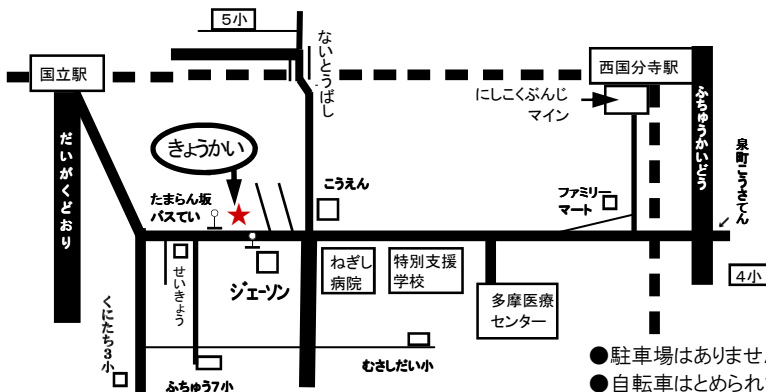 5小
国立駅
ないとうばし
西国分寺駅
にしこくぶんじ
マイン
ふちゅうかいどう
だいがくどおり
きょうかい
たまらん坂
バスてい
こうえん
ファミリー
マート
泉町こうさてん
せいきょう
ジェーソン
ねぎし
病院
特別支援
学校
多摩医療
センター
4小
くにたち3小
ふちゅう7小
むさしだい小
●駐車場はありませ
●自転車はとめられ